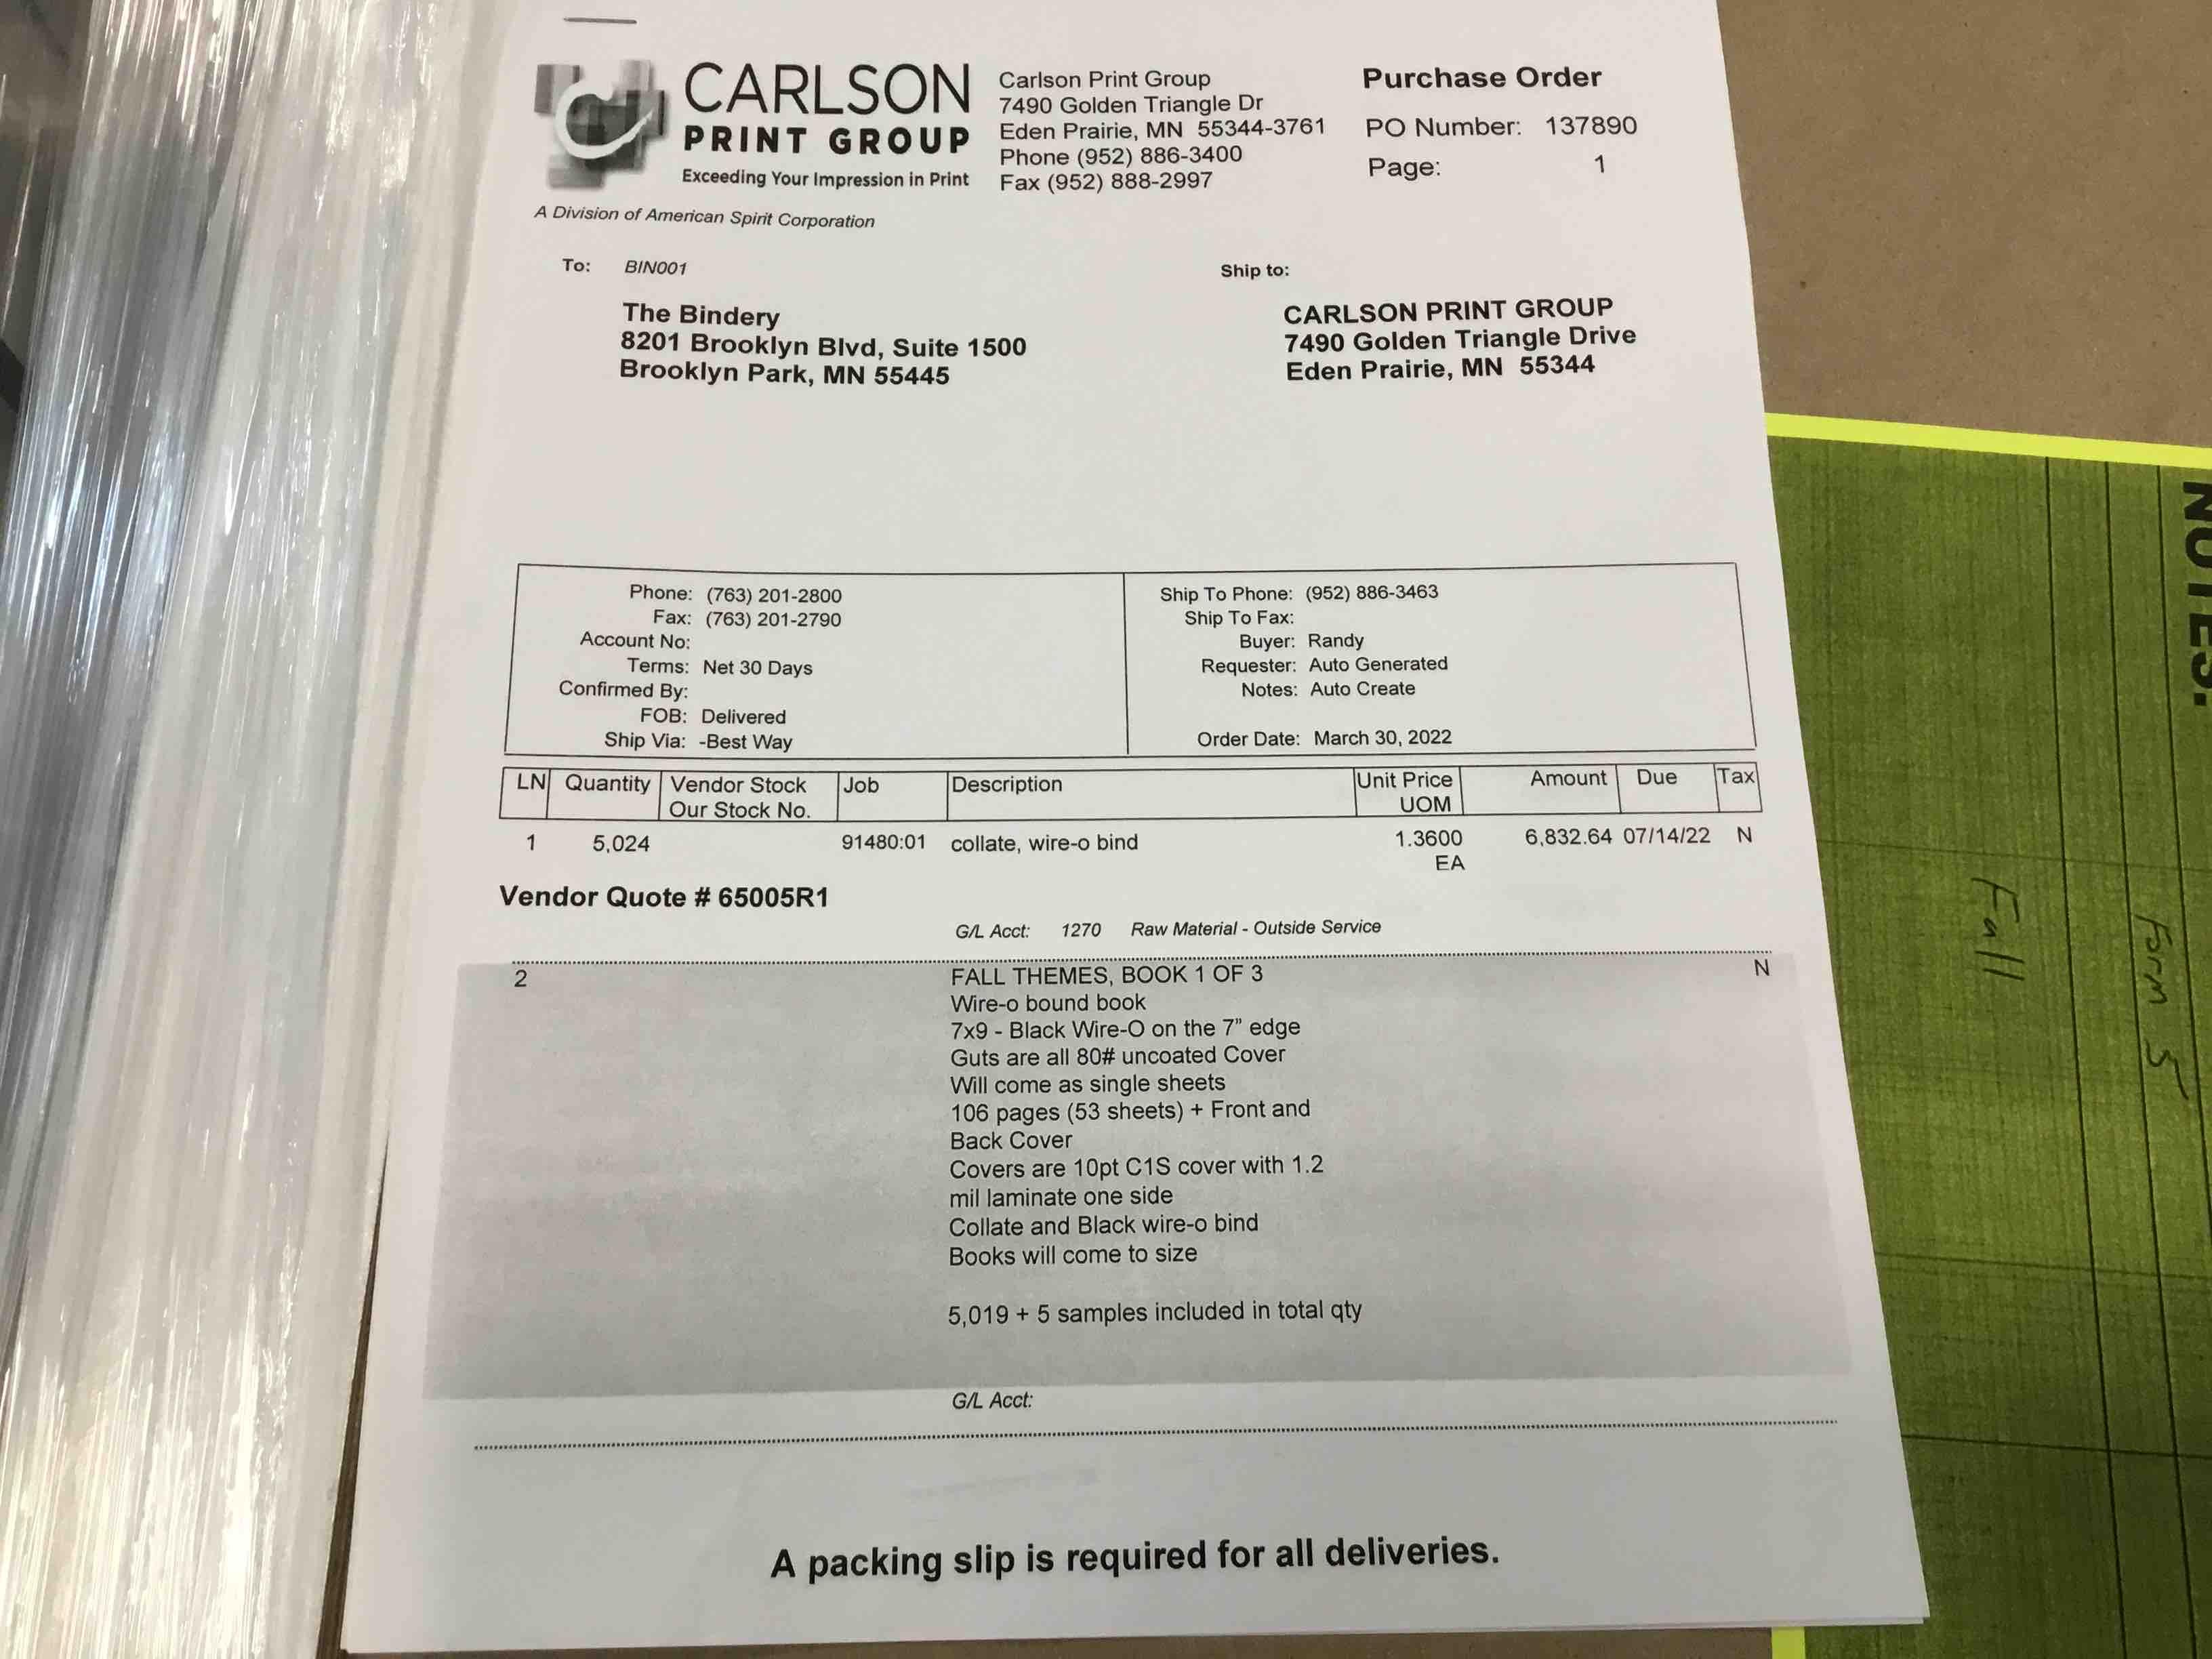 CARLSON
PRINT GROUP
Exceeding Your Impression in Print
A Division of American Spirit Corporation
Carlson Print Group
7490 Golden Triangle Dr
Eden Prairie, MN 55344-3761
Phone (952) 886-3400
Fax (952) 888-2997
Purchase Order
PO Number: 137890
Page: 1
To: BIN001
The Bindery
8201 Brooklyn Blvd, Suite 1500
Brooklyn Park, MN 55445
Ship to:
CARLSON PRINT GROUP
7490 Golden Triangle Drive
Eden Prairie, MN 55344
Phone: (763) 201-2800
Fax: (763) 201-2790
Account No:
Terms: Net 30 Days
Confirmed By:
FOB: Delivered
Ship Via: -Best Way
Ship To Phone: (952) 886-3463
Ship To Fax:
Buyer: Randy
Requester: Auto Generated
Notes: Auto Create
Order Date: March 30, 2022
LN Quantity Vendor Stock Job Description Unit Price Amount Due Tax
Our Stock No. UOM
1 5,024 91480:01 collate, wire-o bind 1.3600 6,832.64 07/14/22 N
EA
Vendor Quote # 65005R1
G/L Acct: 1270 Raw Material - Outside Service
2 FALL THEMES, BOOK 1 OF 3 N
Wire-o bound book
7x9 - Black Wire-O on the 7” edge
Guts are all 80# uncoated Cover
Will come as single sheets
106 pages (53 sheets) + Front and
Back Cover
Covers are 10pt C1S cover with 1.2
mil laminate one side
Collate and Black wire-o bind
Books will come to size
5,019 + 5 samples included in total qty
G/L Acct:
A packing slip is required for all deliveries.
NOTES:
Form 5
Fall